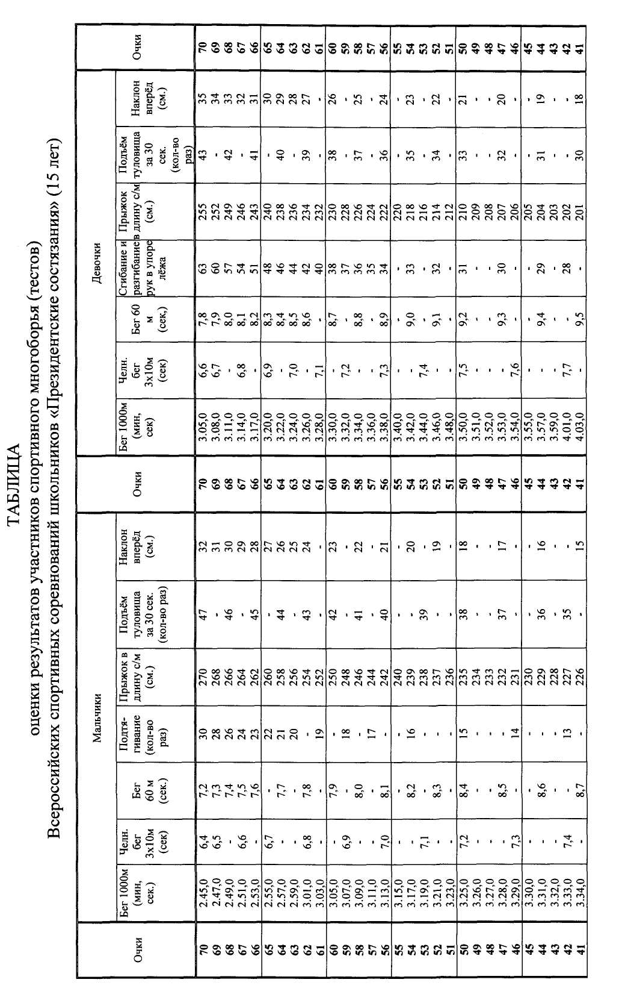 ТАБЛИЦА
оценки результатов участников спортивного многоборья (тестов)
Всероссийских спортивных соревнований школьников «Президентские состязания» (15 лет)
Очки Мальчики Очки Девочки Очки
Бег 1000м (мин, сек.) Челн. бег 3х10м (сек) Бег 60 м (сек.) Подтя-гивание (кол-во раз) Прыжок в длину с/м (см.) Подъём туловища за 30 сек. (кол-во раз) Наклон вперёд (см.) Бег 1000м (мин, сек) Челн. бег 3х10м (сек) Бег 60 м (сек,) Сгибание и разгибание рук в упоре лёжа Прыжок в длину с/м (см.) Подъём туловища за 30 сек. (кол-во раз) Наклон вперёд (см.)
70 2.45,0 6,4 7,2 30 270 47 32 70 3.05,0 6,6 7,8 63 255 43 35 70
69 2.47,0 6,5 7,3 28 268 - 31 69 3.08,0 6,7 7,9 60 252 - 34 69
68 2.49,0 - 7,4 26 266 46 30 68 3.11,0 - 8,0 57 249 42 33 68
67 2.51,0 6,6 7,5 24 264 - 29 67 3.14,0 6,8 8,1 54 246 - 32 67
66 2.53,0 - 7,6 23 262 45 28 66 3.17,0 - 8,2 51 243 41 31 66
65 2.55,0 6,7 - 22 260 - 27 65 3.20,0 6,9 8,3 48 240 - 30 65
64 2.57,0 - 7,7 21 258 44 26 64 3.22,0 - 8,4 46 238 40 29 64
63 2.59,0 - - 20 256 - 25 63 3.24,0 7,0 8,5 44 236 - 28 63
62 3.01,0 6,8 7,8 - 254 43 24 62 3.26,0 - 8,6 42 234 39 27 62
61 3.03,0 - - 19 252 - - 61 3.28,0 7,1 - 40 232 - - 61
60 3.05,0 - 7,9 - 250 42 23 60 3.30,0 - 8,7 38 230 38 26 60
59 3.07,0 6,9 - 18 248 - - 59 3.32,0 7,2 - 37 228 - - 59
58 3.09,0 - 8,0 - 246 41 22 58 3.34,0 - 8,8 36 226 37 25 58
57 3.11,0 - - 17 244 - - 57 3.36,0 - - 35 224 - - 57
56 3.13,0 7,0 8,1 - 242 40 21 56 3.38,0 7,3 8,9 34 222 36 24 56
55 3.15,0 - - - 240 - - 55 3.40,0 - - - 220 - - 55
54 3.17,0 - 8,2 16 239 - 20 54 3.42,0 - 9,0 33 218 35 23 54
53 3.19,0 7,1 - - 238 39 - 53 3.44,0 7,4 - - 216 - - 53
52 3.21,0 - 8,3 - 237 - 19 52 3.46,0 - 9,1 32 214 34 22 52
51 3.23,0 - - - 236 - - 51 3.48,0 - - - 212 - - 51
50 3.25,0 7,2 8,4 15 235 38 18 50 3.50,0 7,5 9,2 31 210 33 21 50
49 3.26,0 - - - 234 - - 49 3.51,0 - - - 209 - - 49
48 3.27,0 - - - 233 - - 48 3.52,0 - - - 208 - - 48
47 3.28,0 - 8,5 - 232 37 17 47 3.53,0 - 9,3 30 207 32 20 47
46 3.29,0 7,3 - 14 231 - - 46 3.54,0 7,6 - - 206 - - 46
45 3.30,0 - - - 230 - - 45 3.55,0 - - - 205 - - 45
44 3.31,0 - 8,6 - 229 36 16 44 3.57,0 - 9,4 29 204 31 19 44
43 3.32,0 - - - 228 - - 43 3.59,0 - - - 203 - - 43
42 3.33,0 7,4 - 13 227 35 - 42 4.01,0 7,7 - 28 202 - - 42
41 3.34,0 - 8,7 - 226 - 15 41 4.03,0 - 9,5 - 201 30 18 41